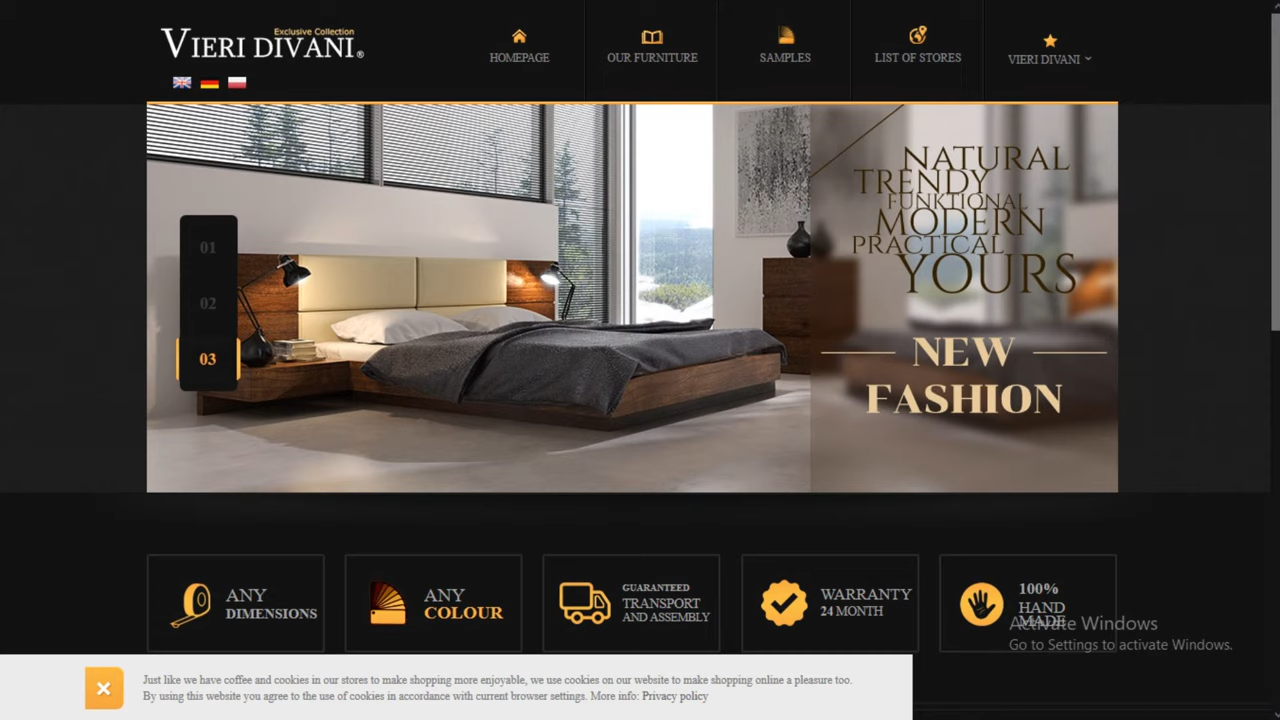 Exclusive Collection
VIERI DIVANI®
HOMEPAGE
OUR FURNITURE
SAMPLES
LIST OF STORES
VIERI DIVANI
01
02
03
NATURAL
TRENDY
FUNKTIONAL
MODERN
PRACTICAL
YOURS
NEW
FASHION
ANY
DIMENSIONS
ANY
COLOUR
GUARANTEED
TRANSPORT
AND ASSEMBLY
WARRANTY
24 MONTH
100%
HAND
MADE
Activate Windows
Go to Settings to activate Windows.
Just like we have coffee and cookies in our stores to make shopping more enjoyable, we use cookies on our website to make shopping online a pleasure too.
By using this website you agree to the use of cookies in accordance with current browser settings. More info: Privacy policy